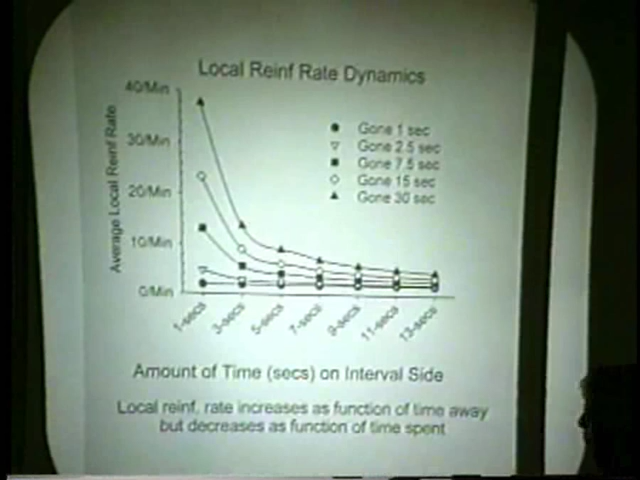 Local Reinf Rate Dynamics
40/Min
30/Min
20/Min
10/Min
0/Min
Average Local Reinf Rate
Gone 1 sec
Gone 2.5 sec
Gone 7.5 sec
Gone 15 sec
Gone 30 sec
1-secs
3-secs
5-secs
7-secs
9-secs
11-secs
13-secs
Amount of Time (secs) on Interval Side
Local reinf. rate increases as function of time away
but decreases as function of time spent